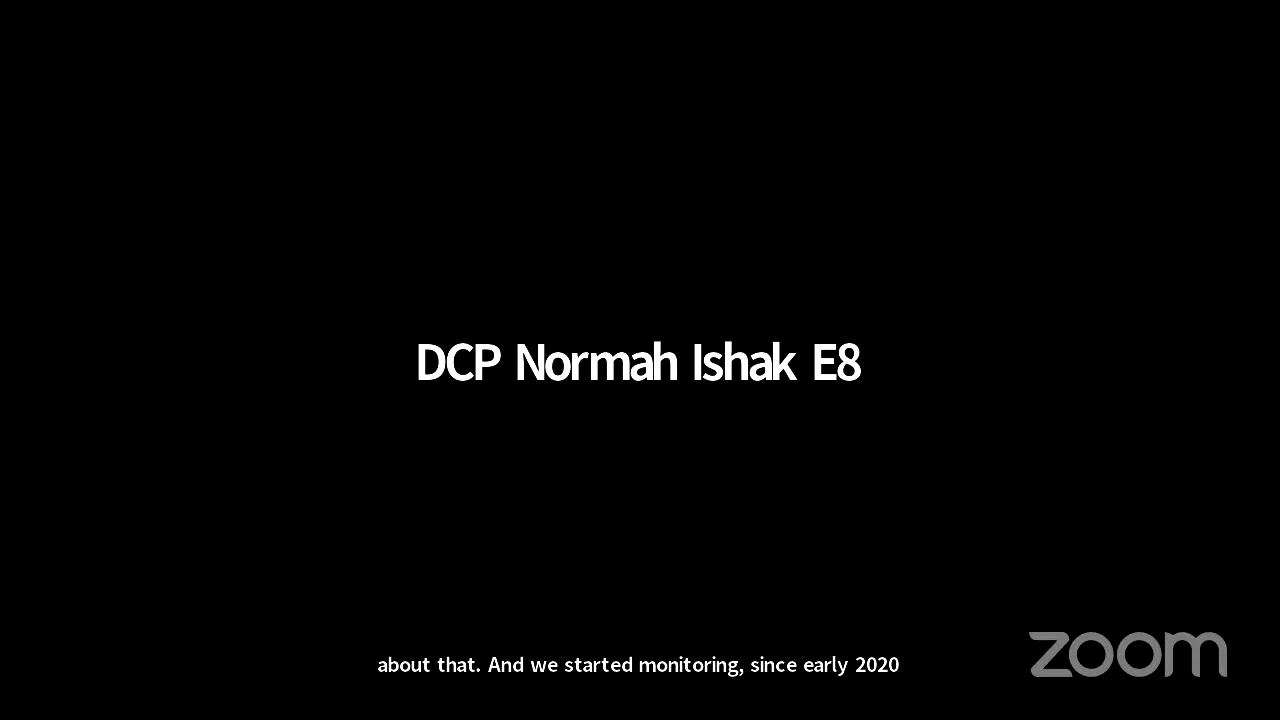 DCP Normah Ishak E8
about that. And we started monitoring, since early 2020
zoom